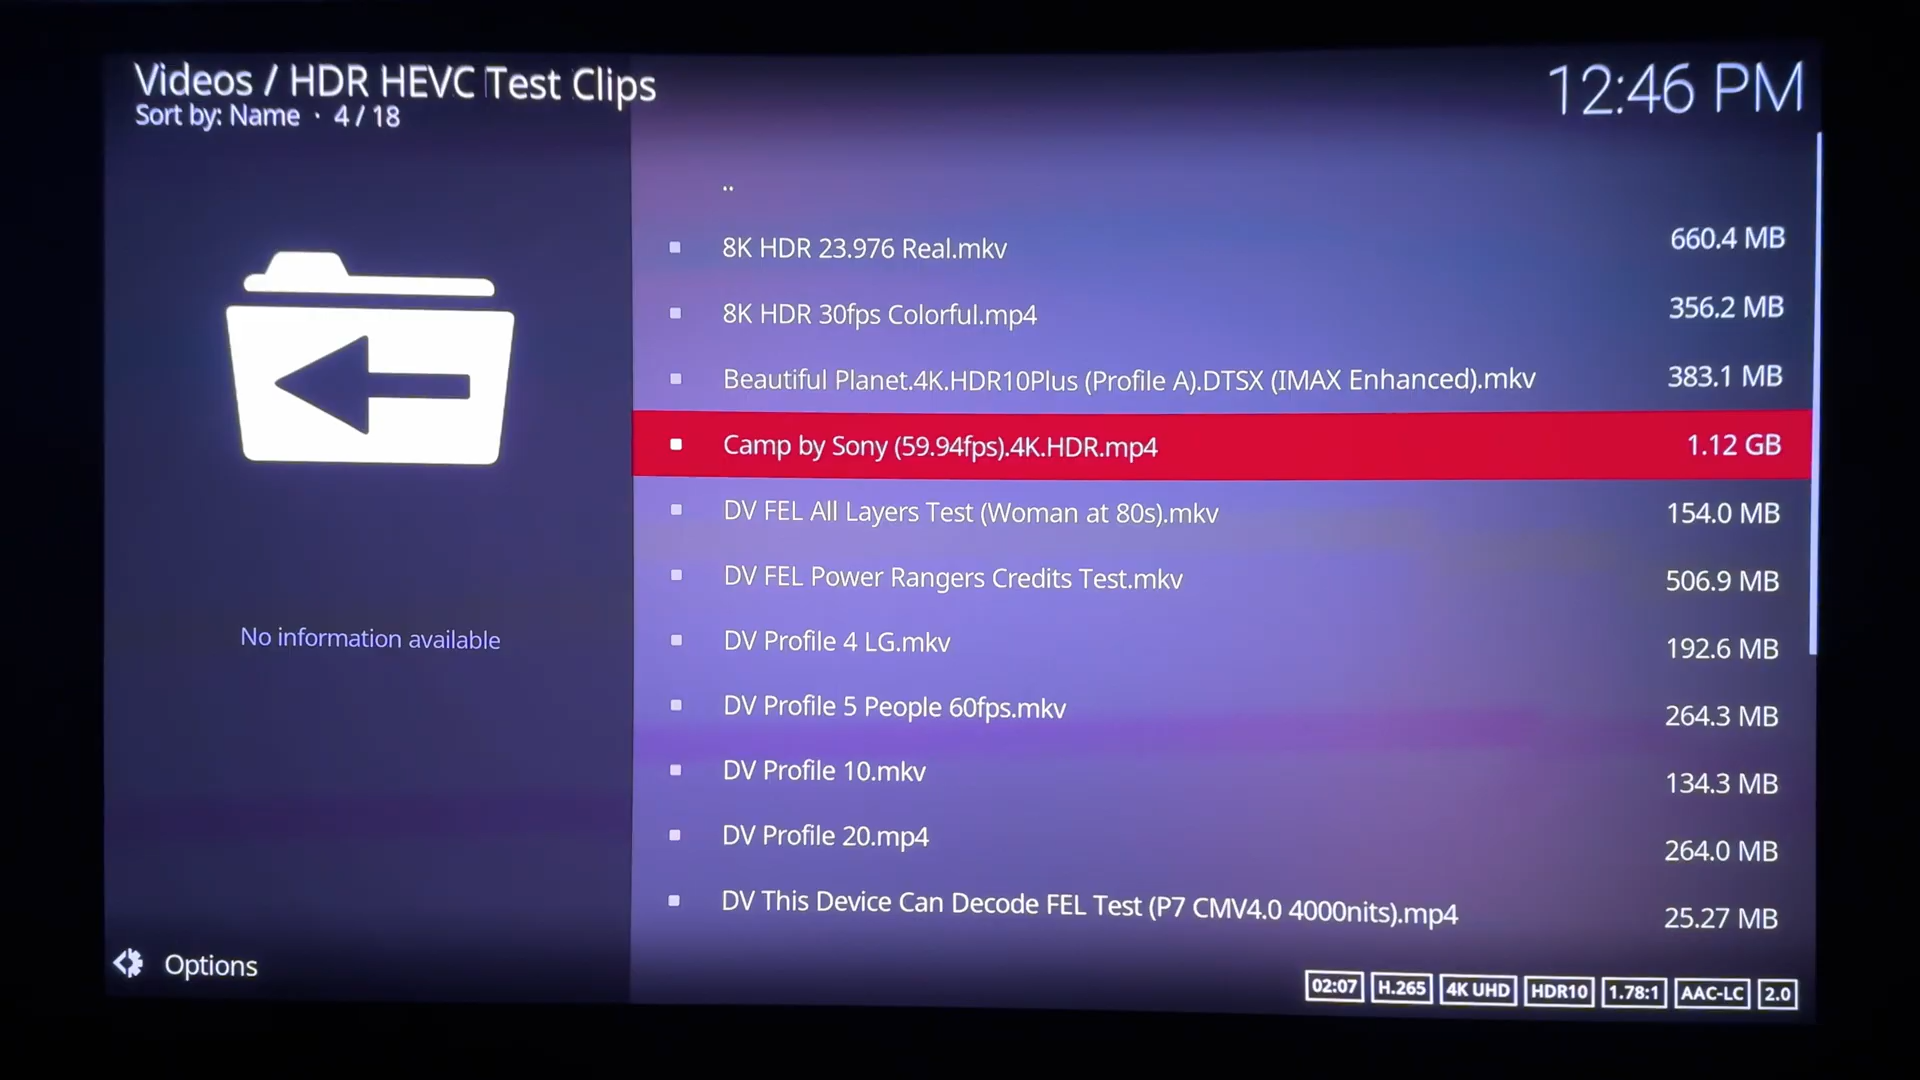 Videos / HDR HEVC Test Clips
Sort by: Name · 4 / 18
12:46 PM
..
8K HDR 23.976 Real.mkv 660.4 MB
8K HDR 30fps Colorful.mp4 356.2 MB
Beautiful Planet.4K.HDR10Plus (Profile A).DTSX (IMAX Enhanced).mkv 383.1 MB
Camp by Sony (59.94fps).4K.HDR.mp4 1.12 GB
DV FEL All Layers Test (Woman at 80s).mkv 154.0 MB
DV FEL Power Rangers Credits Test.mkv 506.9 MB
DV Profile 4 LG.mkv 192.6 MB
DV Profile 5 People 60fps.mkv 264.3 MB
DV Profile 10.mkv 134.3 MB
DV Profile 20.mp4 264.0 MB
DV This Device Can Decode FEL Test (P7 CMV4.0 4000nits).mp4 25.27 MB
No information available
Options
02:07 H.265 4K UHD HDR10 1.78:1 AAC-LC 2.0